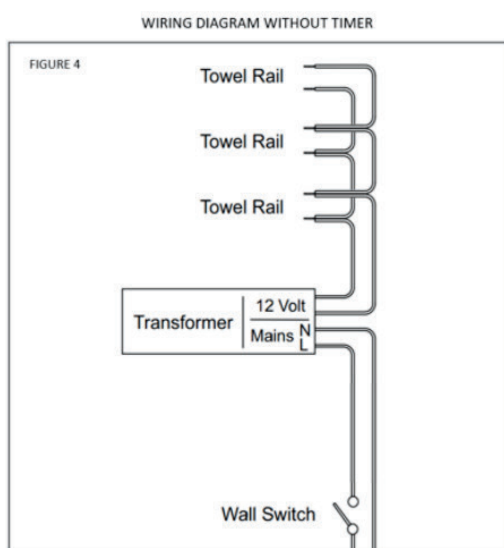 WIRING DIAGRAM WITHOUT TIMER
FIGURE 4
Towel Rail
Towel Rail
Towel Rail
Transformer
12 Volt
Mains N
L
Wall Switch